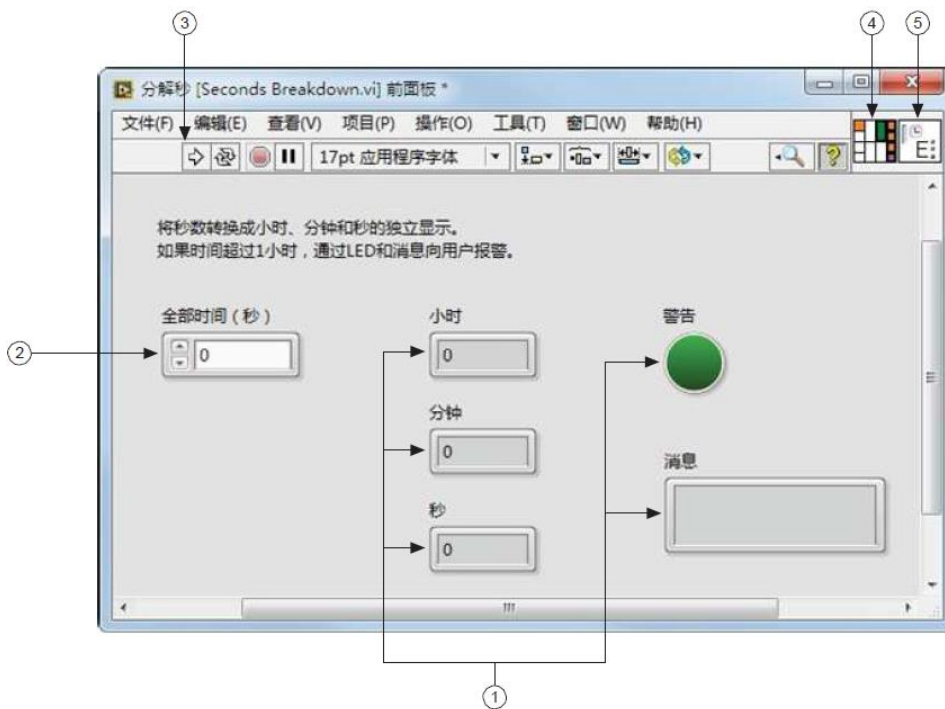 ③
④
⑤
分解秒 [Seconds Breakdown.vi] 前面板 *
文件(F) 编辑(E) 查看(V) 项目(P) 操作(O) 工具(T) 窗口(W) 帮助(H)
17pt 应用程序字体
E
将秒数转换成小时、分钟和秒的独立显示。
如果时间超过1小时，通过LED和消息向用户报警。
全部时间（秒）
小时
警告
②
0
0
分钟
0
消息
秒
0
①